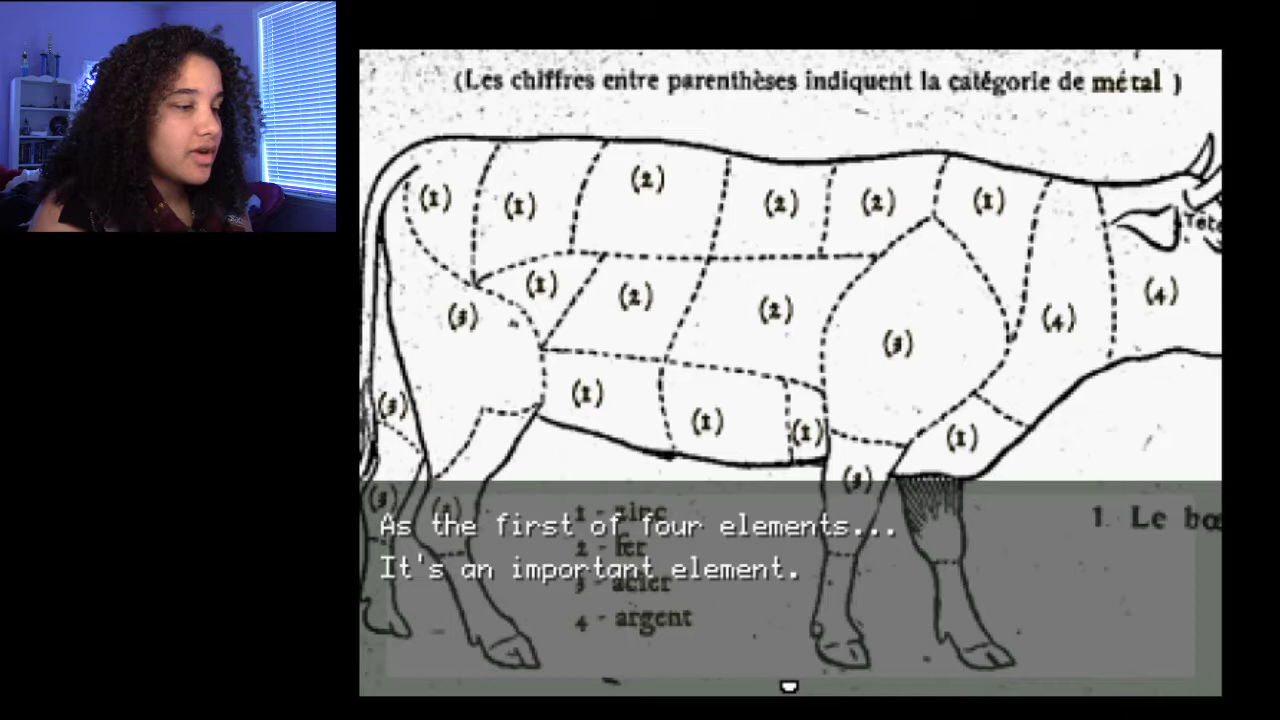 (Les chiffres entre parenthèses indiquent la catégorie de métal )
(1) (1) (2) (2) (2) (1) Tête
(1) (2) (2) (3) (4) (4)
(3)
(3) (1) (1) (1) (1)
(3) (3)
As the first of four elements...
It's an important element.
1 - zinc
2 - fer
3 - acier
4 - argent
1. Le bœ